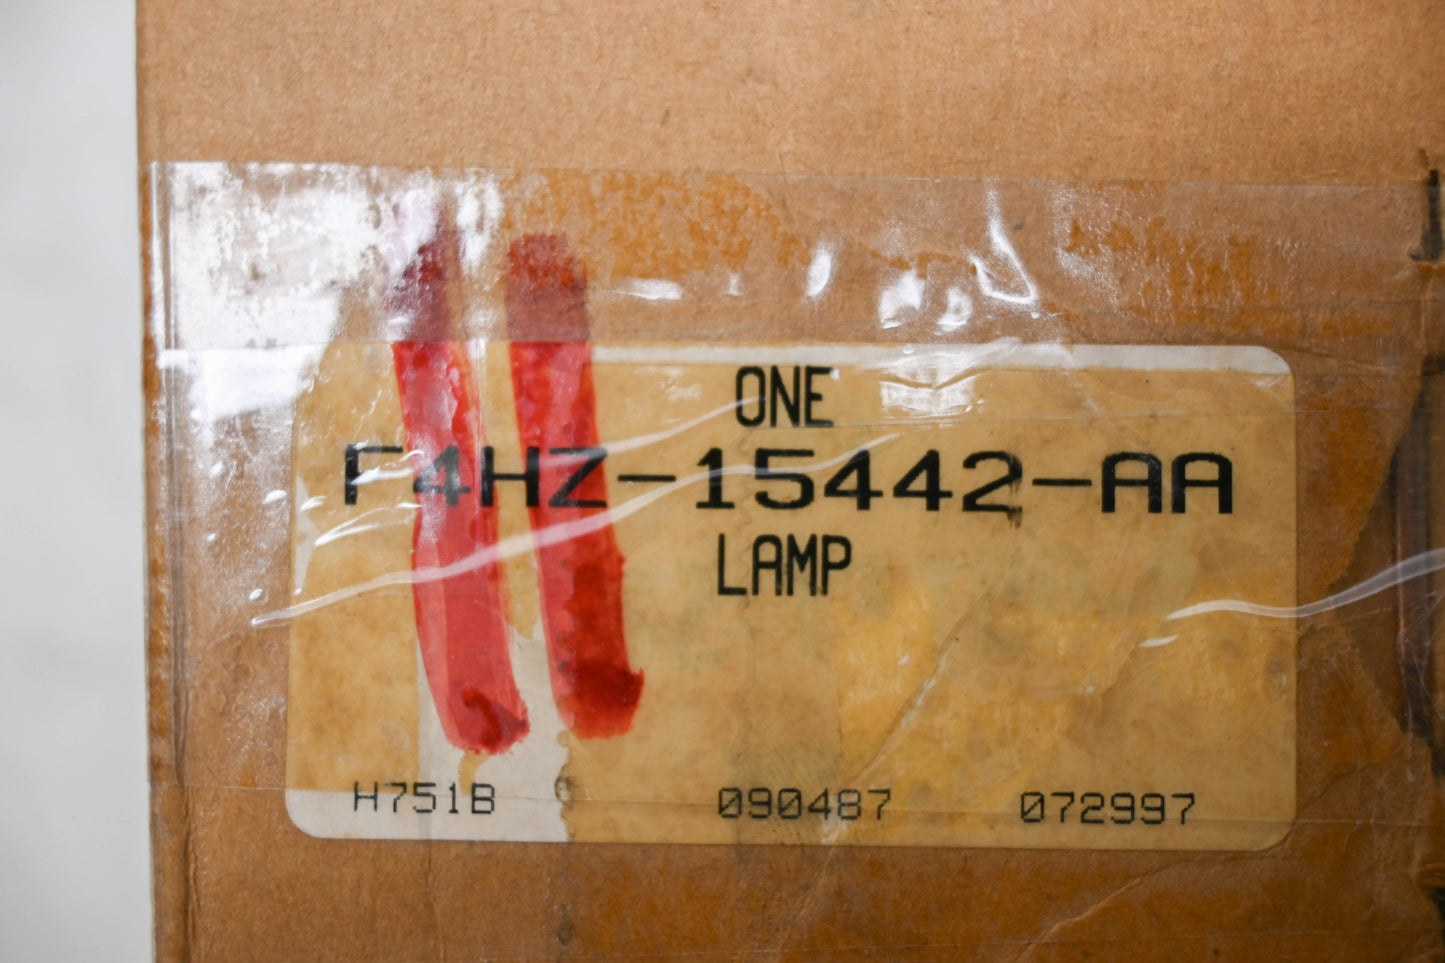 ONE
F4HZ-15442-AA
LAMP
H751B 090487 072997